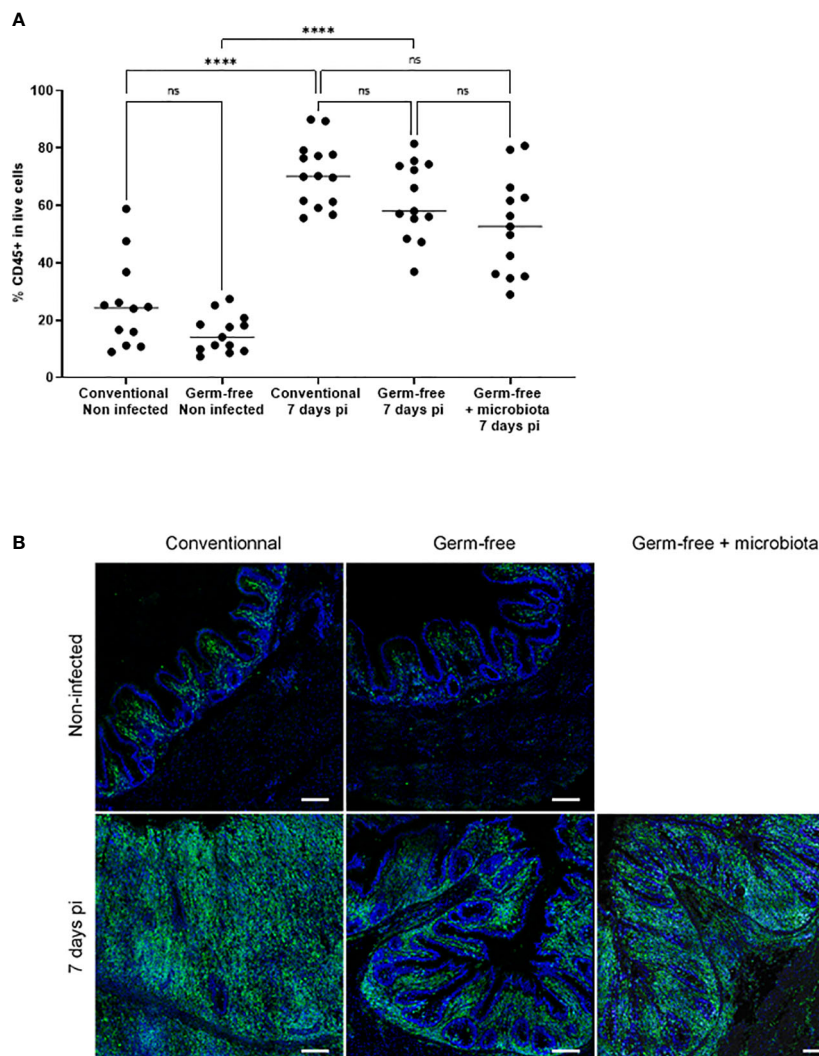 A
****
****
ns
ns
ns
ns
100
80
60
40
20
0
% CD45+ in live cells
Conventional
Non infected
Germ-free
Non infected
Conventional
7 days pi
Germ-free
7 days pi
Germ-free
+ microbiota
7 days pi
B
Conventionnal
Germ-free
Germ-free + microbiota
Non-infected
7 days pi